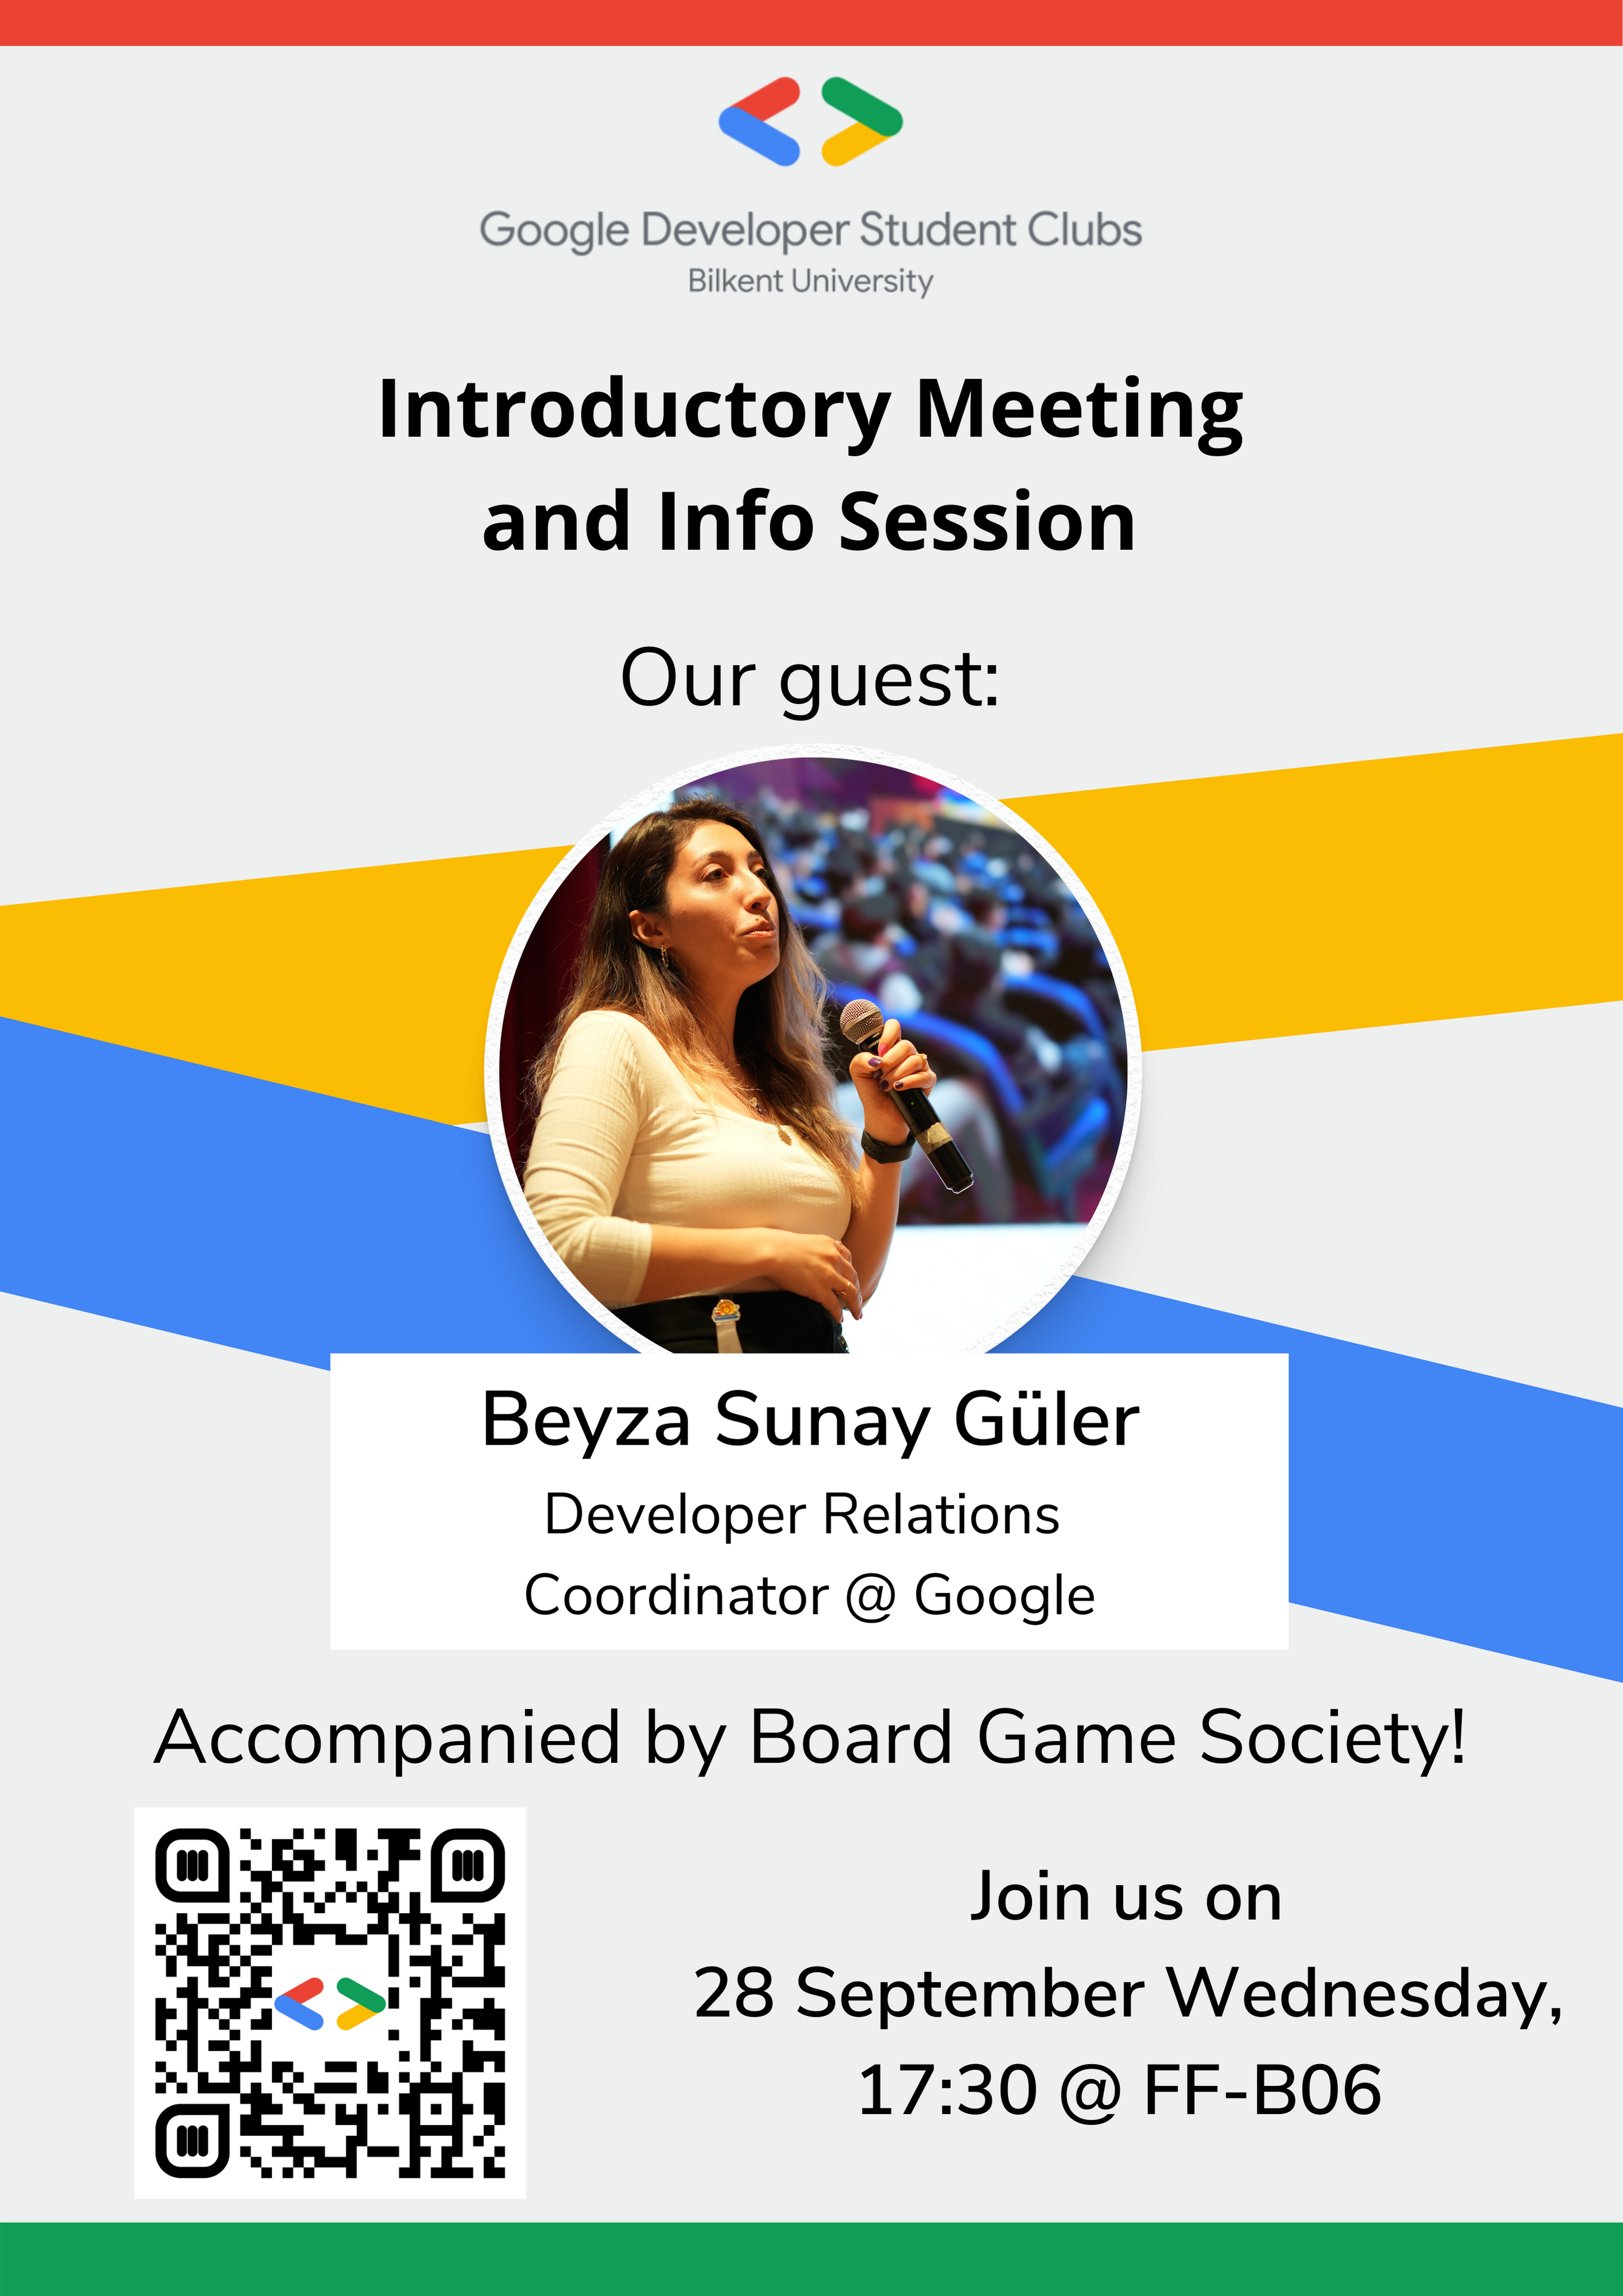 Google Developer Student Clubs
Bilkent University
Introductory Meeting
and Info Session
Our guest:
Beyza Sunay Güler
Developer Relations
Coordinator @ Google
Accompanied by Board Game Society!
Join us on
28 September Wednesday,
17:30 @ FF-B06